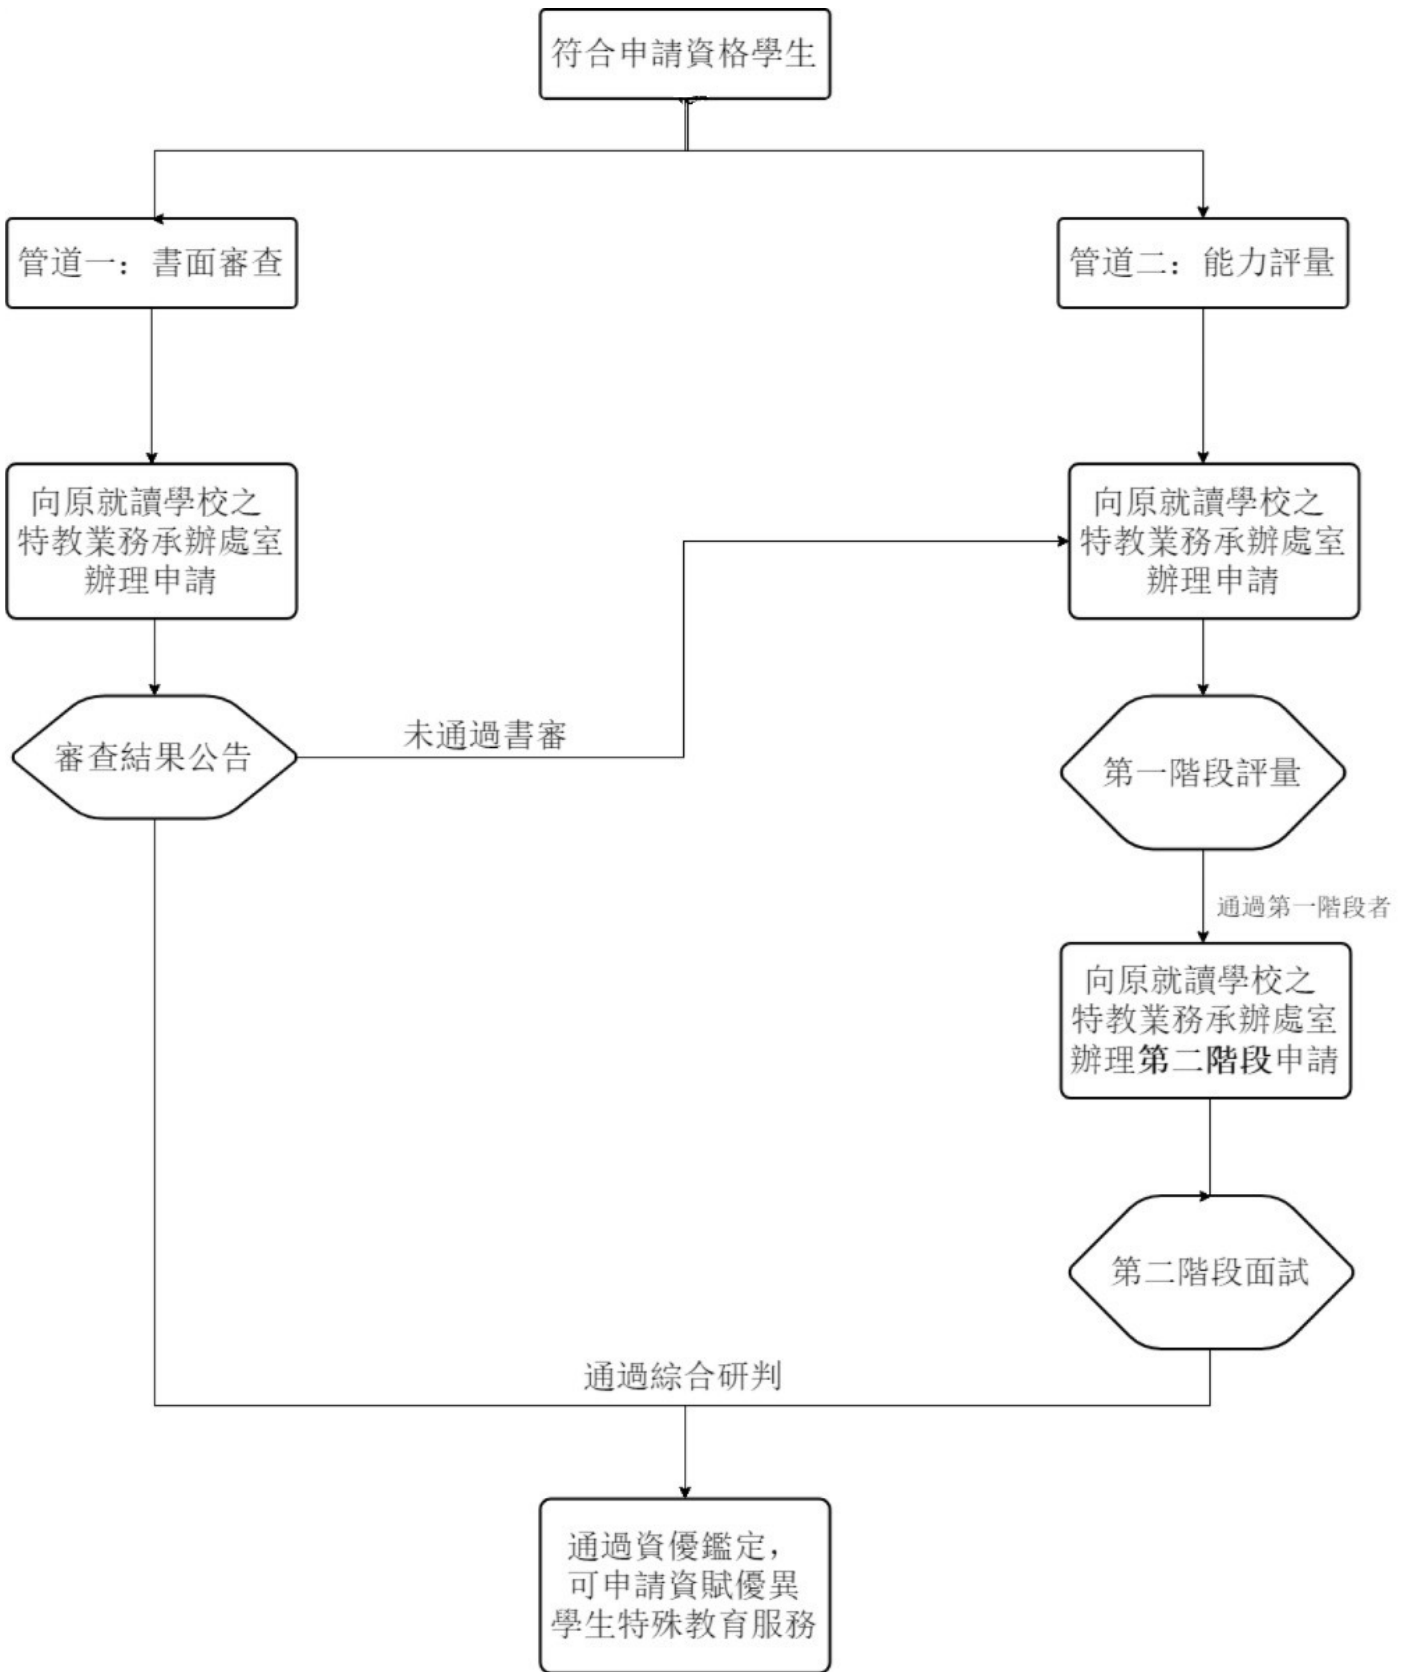 符合申請資格學生
管道一：書面審查
管道二：能力評量
向原就讀學校之
特教業務承辦處室
辦理申請
向原就讀學校之
特教業務承辦處室
辦理申請
未通過書審
審查結果公告
第一階段評量
通過第一階段者
向原就讀學校之
特教業務承辦處室
辦理第二階段申請
第二階段面試
通過綜合研判
通過資優鑑定，
可申請資賦優異
學生特殊教育服務